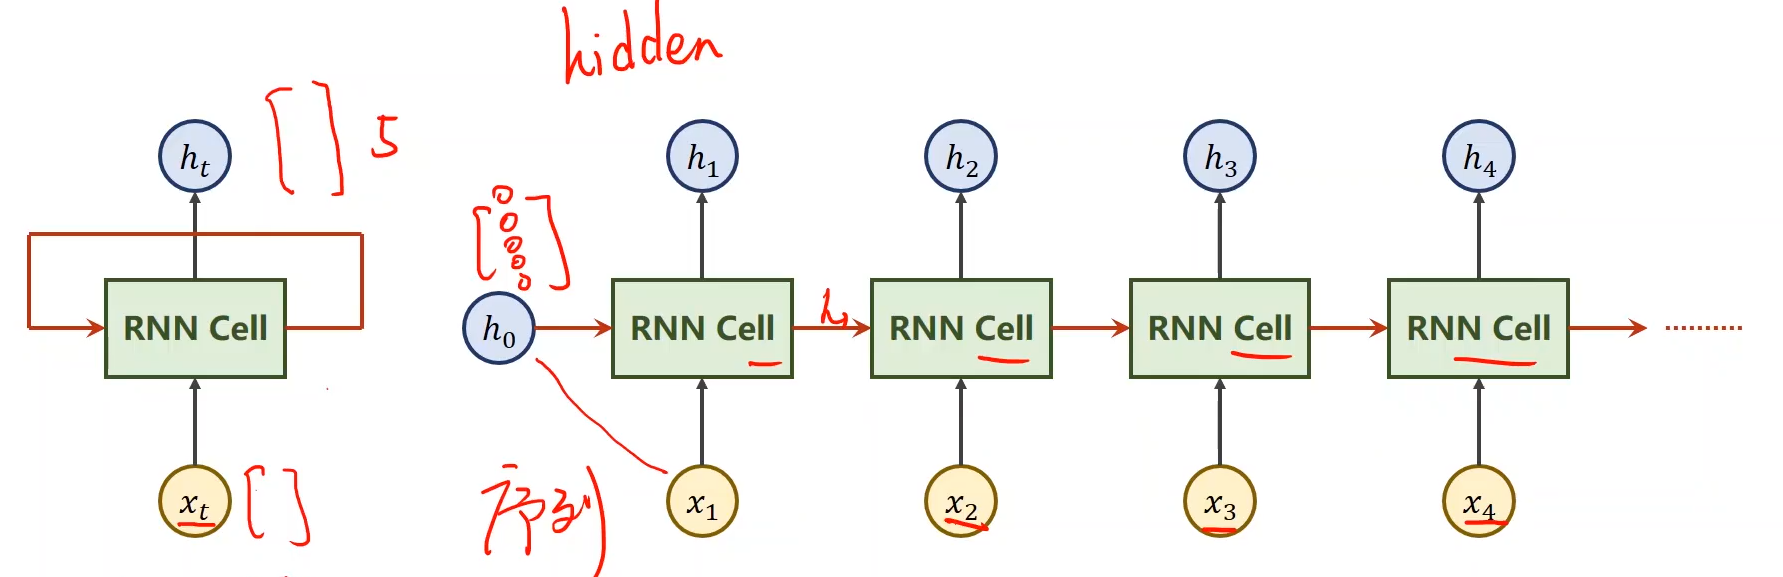 hidden
h_t [ ] 5 h_1 h_2 h_3 h_4
[ 0 0 0 0 0 ]
RNN Cell h_0 RNN Cell h_1 RNN Cell RNN Cell RNN Cell ..........
x_t [ ] 序列 x_1 x_2 x_3 x_4